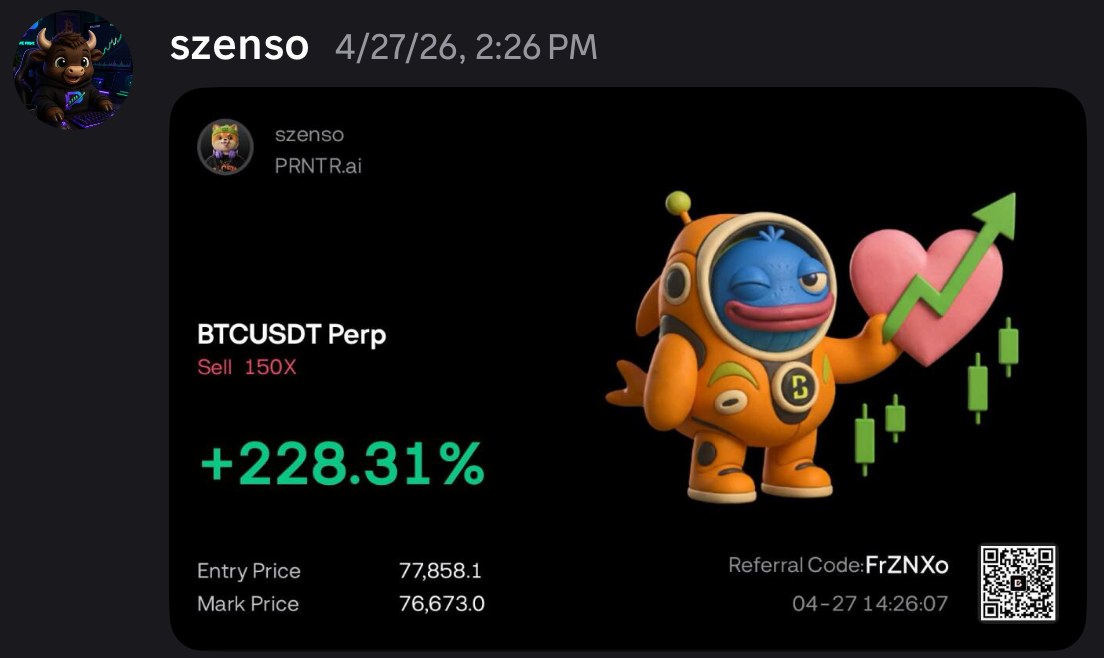 szenso 4/27/26, 2:26 PM
szenso
PRNTR.ai
BTCUSDT Perp
Sell 150X
+228.31%
Entry Price 77,858.1
Mark Price 76,673.0
Referral Code:FrZNXo
04-27 14:26:07